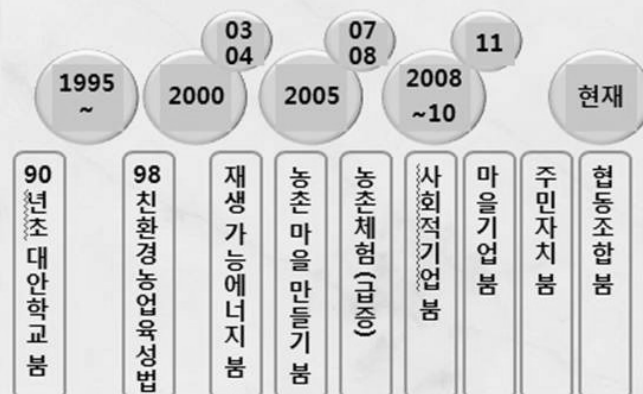 1995
~
2000
03
04
2005
07
08
2008
~10
11
현재
90년초 대안학교 붐
98친환경농업육성법
재생 가능에너지 붐
농촌 마을 만들기 붐
농촌체험 (급증)
사회적기업 붐
마을기업 붐
주민자치 붐
협동조합 붐